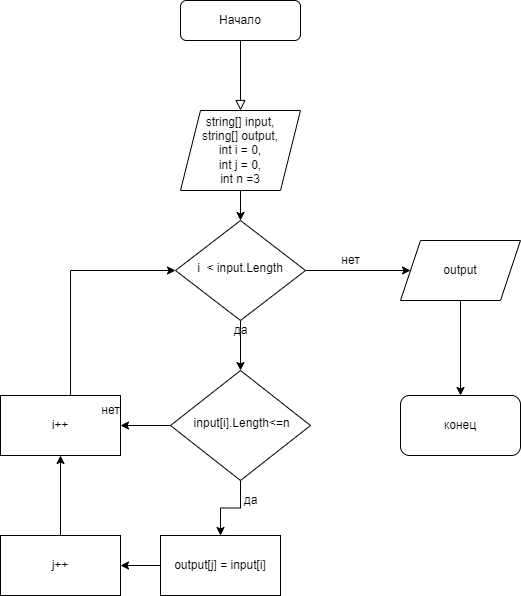 Начало
string[] input,
string[] output,
int i = 0,
int j = 0,
int n =3
i < input.Length
нет
output
да
нет
i++
input[i].Length<=n
конец
да
j++
output[j] = input[i]